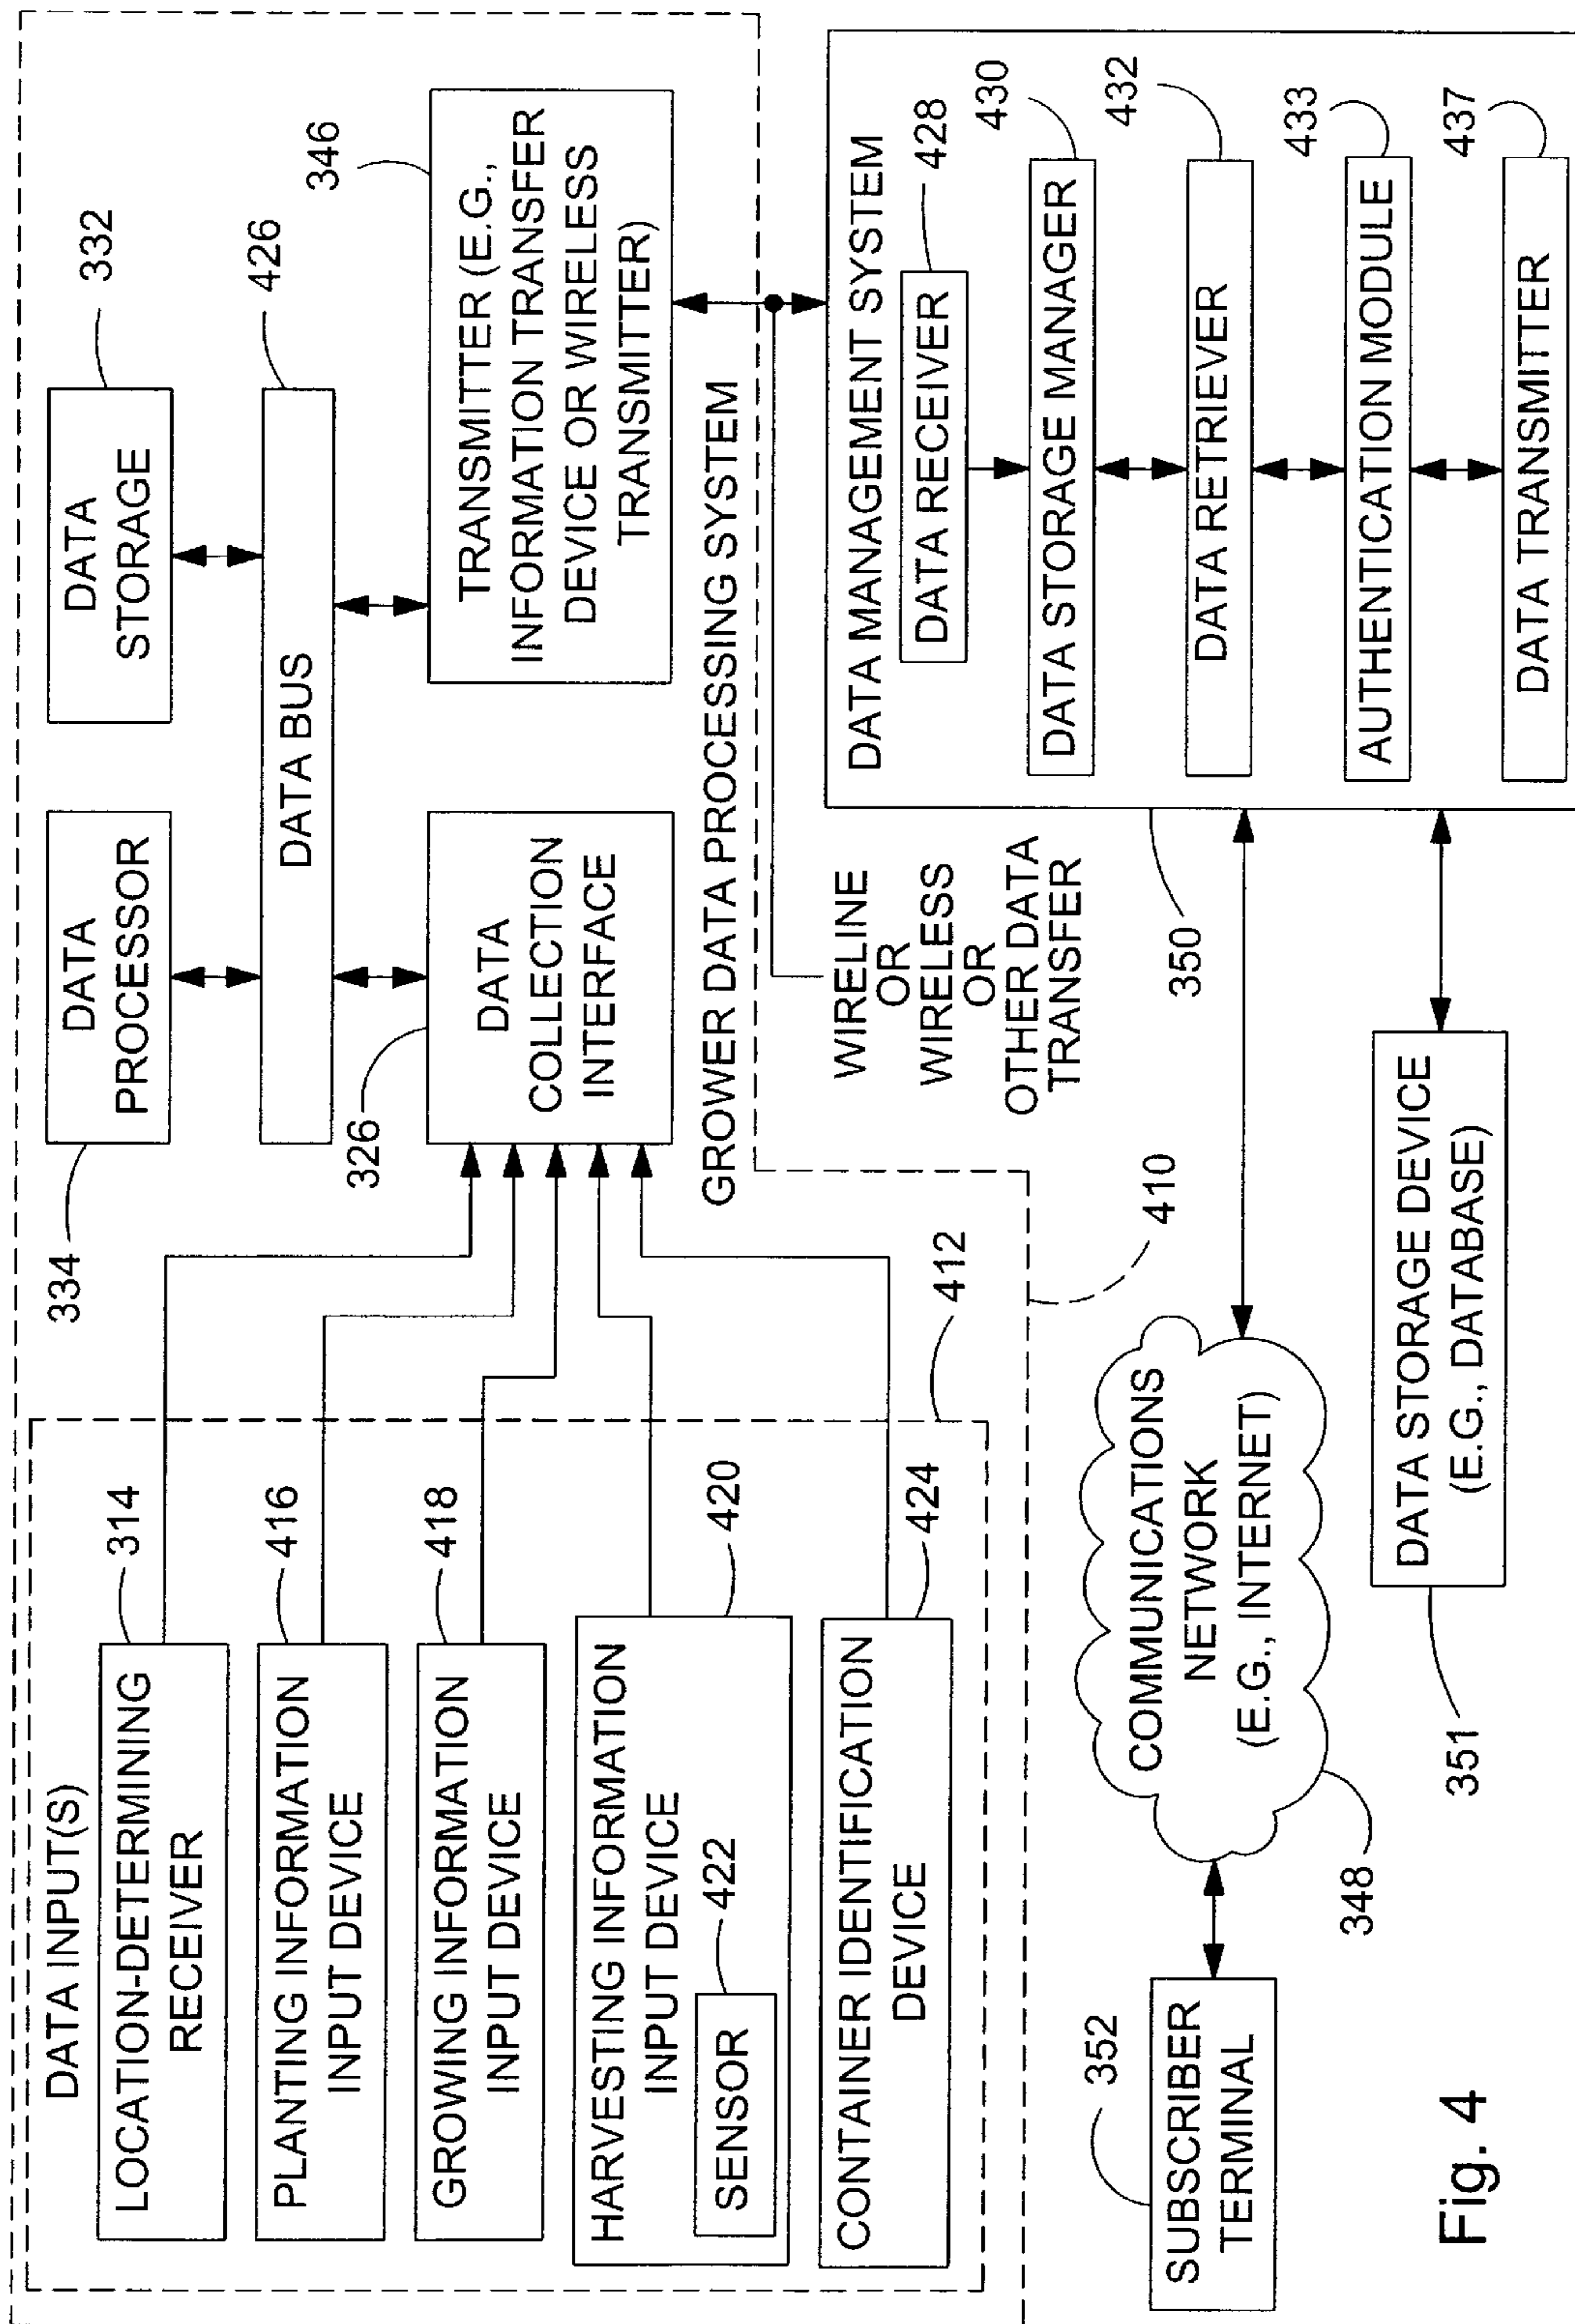 DATA INPUT(S)
LOCATION-DETERMINING
RECEIVER
314
PLANTING INFORMATION
INPUT DEVICE
416
GROWING INFORMATION
INPUT DEVICE
418
HARVESTING INFORMATION
INPUT DEVICE
420
SENSOR
422
CONTAINER IDENTIFICATION
DEVICE
424
412
410
334
DATA
PROCESSOR
DATA
STORAGE
332
DATA BUS
426
326
DATA
COLLECTION
INTERFACE
TRANSMITTER (E.G.,
INFORMATION TRANSFER
DEVICE OR WIRELESS
TRANSMITTER)
346
GROWER DATA PROCESSING SYSTEM
WIRELINE
OR
WIRELESS
OR
OTHER DATA
TRANSFER
DATA MANAGEMENT SYSTEM
DATA RECEIVER
428
DATA STORAGE MANAGER
430
DATA RETRIEVER
432
AUTHENTICATION MODULE
433
DATA TRANSMITTER
437
350
352
SUBSCRIBER
TERMINAL
COMMUNICATIONS
NETWORK
(E.G., INTERNET)
348
351
DATA STORAGE DEVICE
(E.G., DATABASE)
Fig. 4